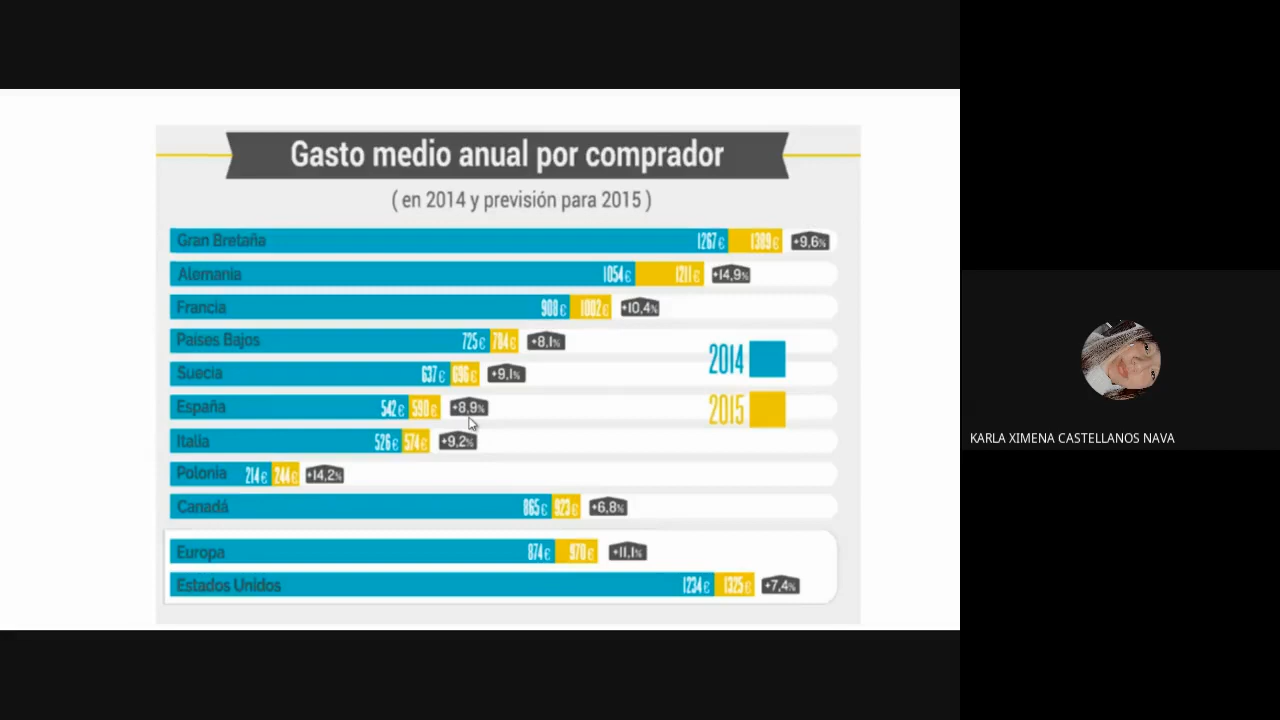 Gasto medio anual por comprador
( en 2014 y previsión para 2015 )
Gran Bretaña 1267€ 1389€ +9,6%
Alemania 1054€ 1211€ +14,9%
Francia 908€ 1002€ +10,4%
Países Bajos 725€ 784€ +8,1%
Suecia 637€ 696€ +9,1%
España 542€ 590€ +8,9%
Italia 526€ 574€ +9,2%
Polonia 214€ 244€ +14,2%
Canadá 865€ 923€ +6,8%
Europa 874€ 970€ +11,1%
Estados Unidos 1234€ 1325€ +7,4%
2014
2015
KARLA XIMENA CASTELLANOS NAVA